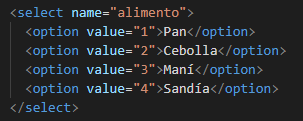 <select name="alimento">
<option value="1">Pan</option>
<option value="2">Cebolla</option>
<option value="3">Maní</option>
<option value="4">Sandía</option>
</select>